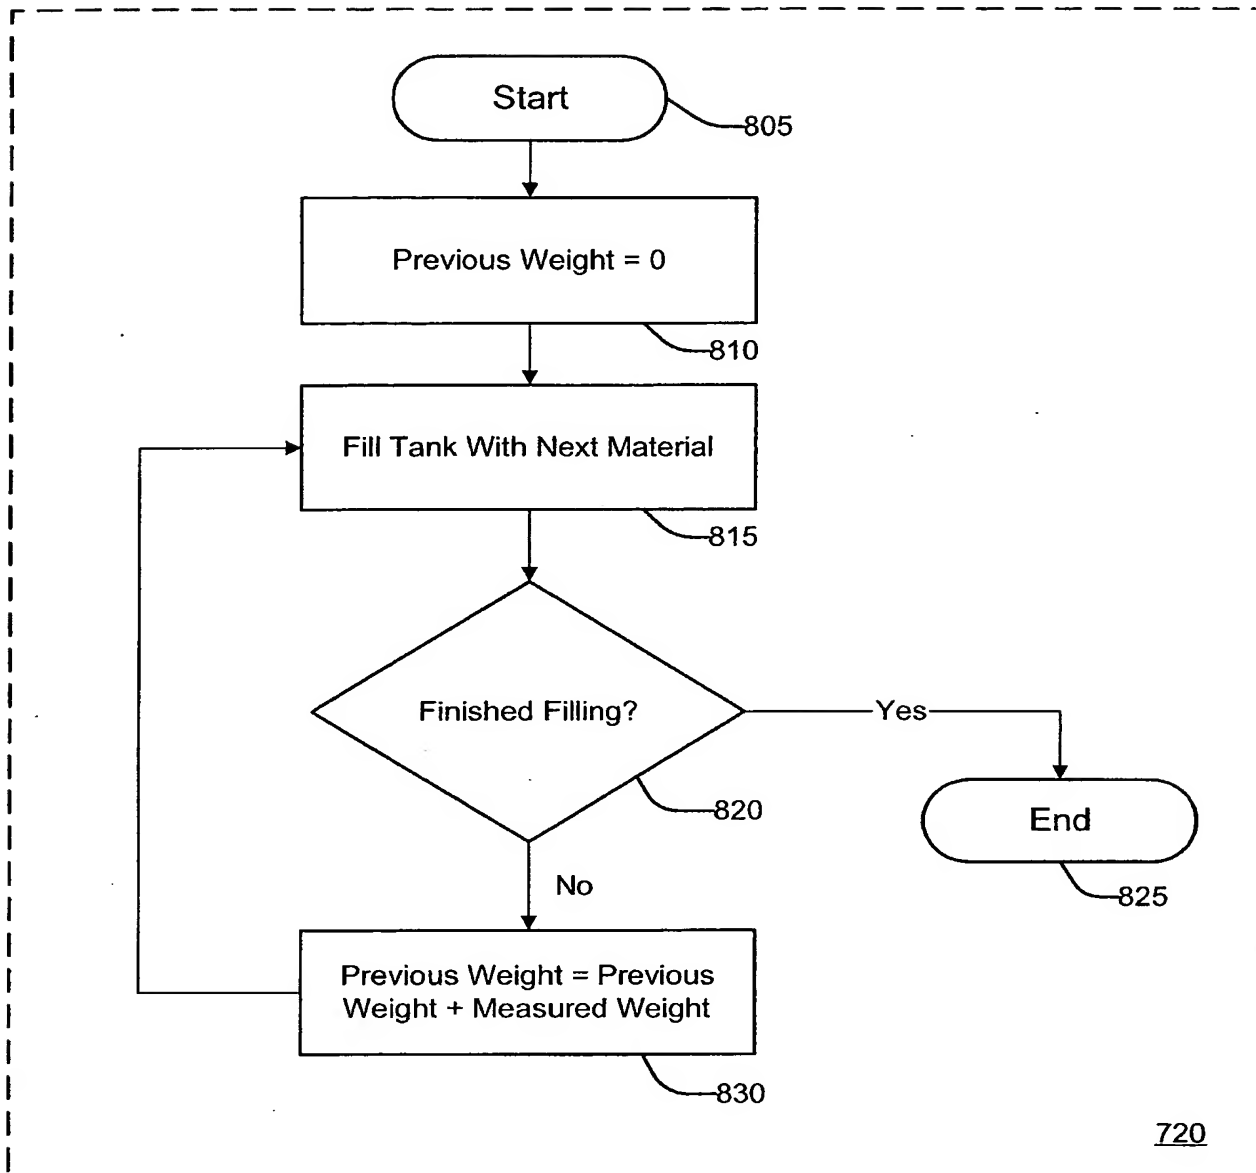 Start
805
Previous Weight = 0
810
Fill Tank With Next Material
815
Finished Filling?
Yes
820
End
825
No
Previous Weight = Previous
Weight + Measured Weight
830
720